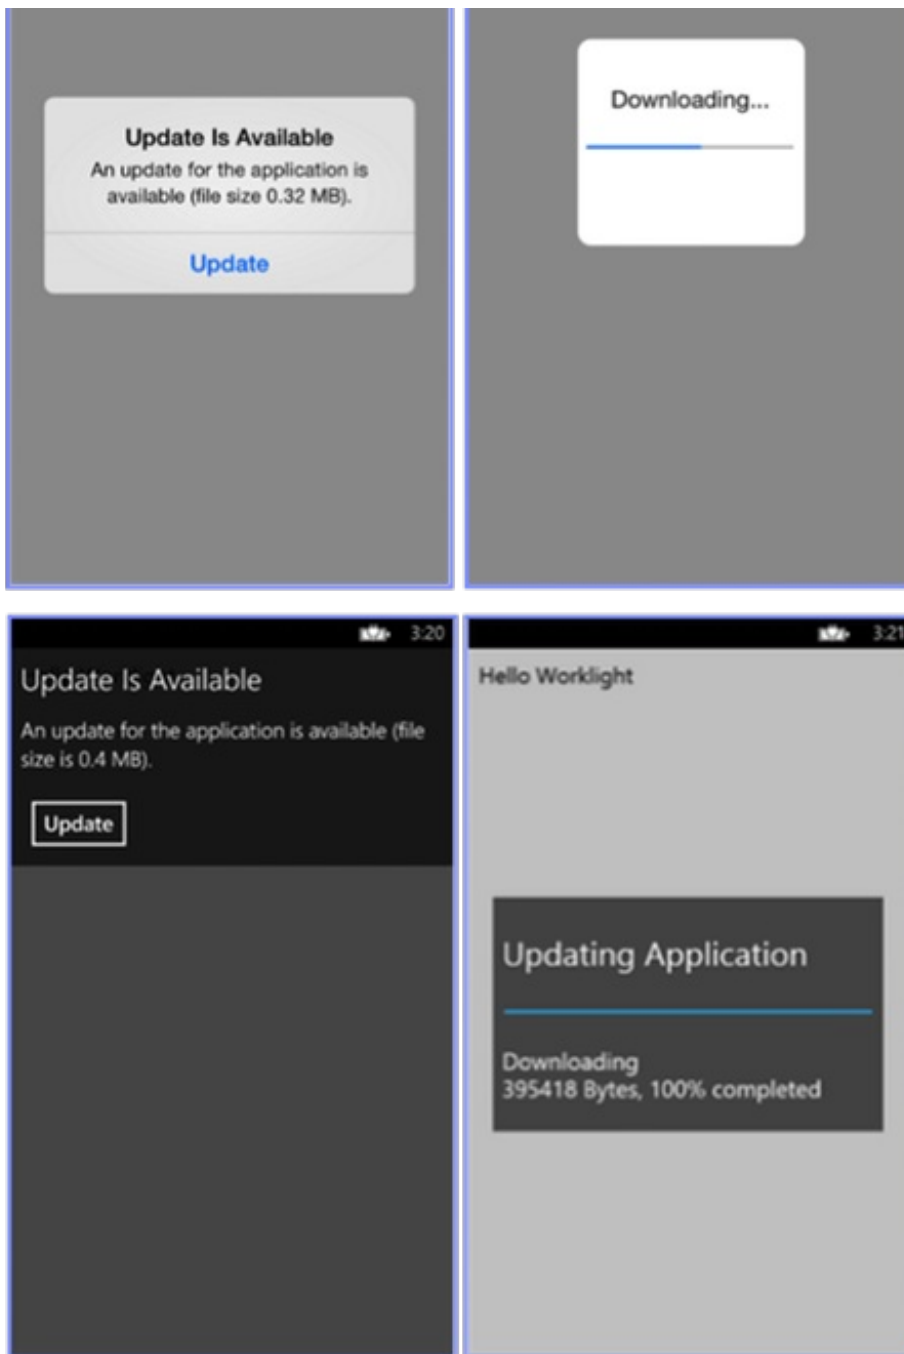 Update Is Available
An update for the application is
available (file size 0.32 MB).
Update
Downloading...
3:20
Update Is Available
An update for the application is available (file
size is 0.4 MB).
Update
3:21
Hello Worklight
Updating Application
Downloading
395418 Bytes, 100% completed